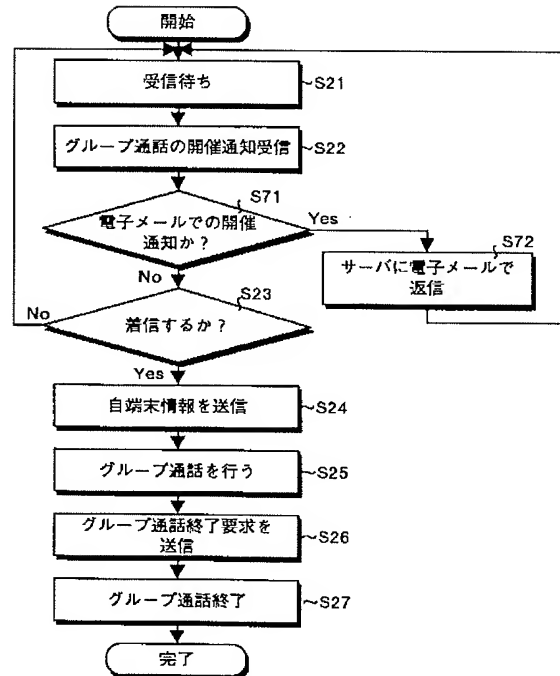 開始
受信待ち
~S21
グループ通話の開催通知受信
~S22
S71
電子メールでの開催
通知か？
Yes
No
S72
サーバに電子メールで
返信
S23
着信するか？
No
Yes
自端末情報を送信
~S24
グループ通話を行う
~S25
グループ通話終了要求を
送信
~S26
グループ通話終了
~S27
完了